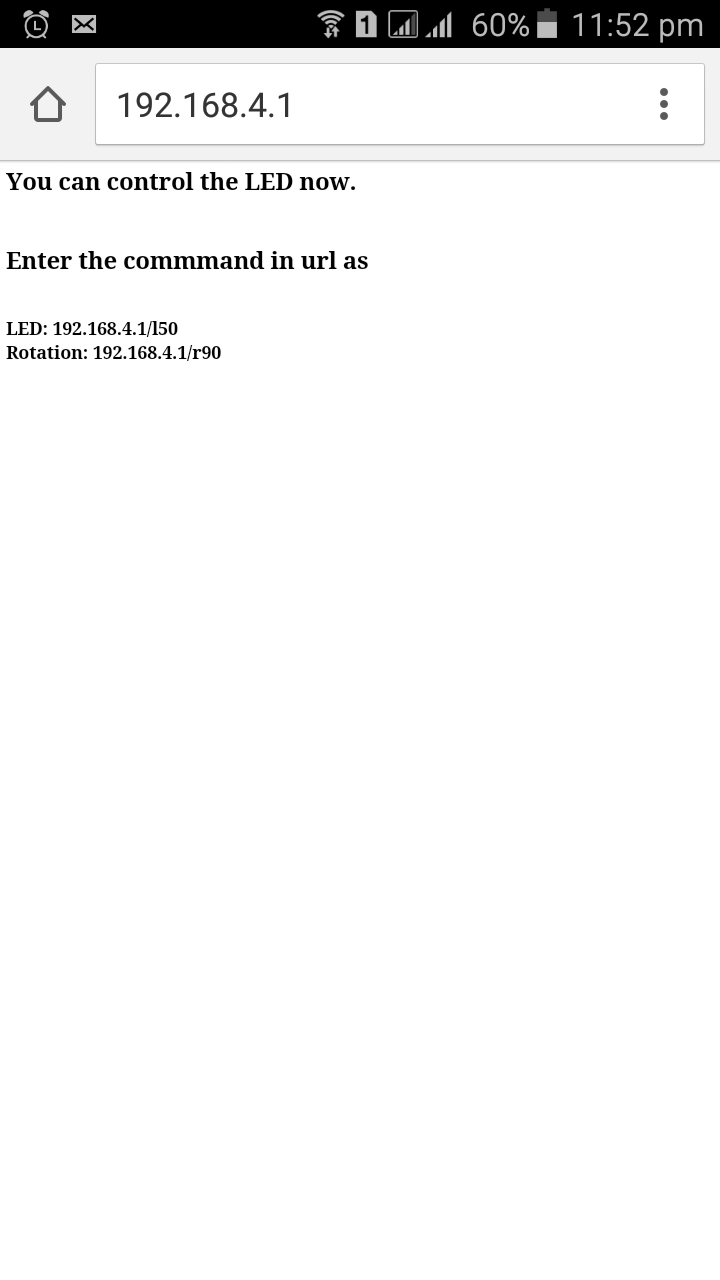 1 60% 11:52 pm
192.168.4.1
You can control the LED now.
Enter the commmand in url as
LED: 192.168.4.1/l50
Rotation: 192.168.4.1/r90